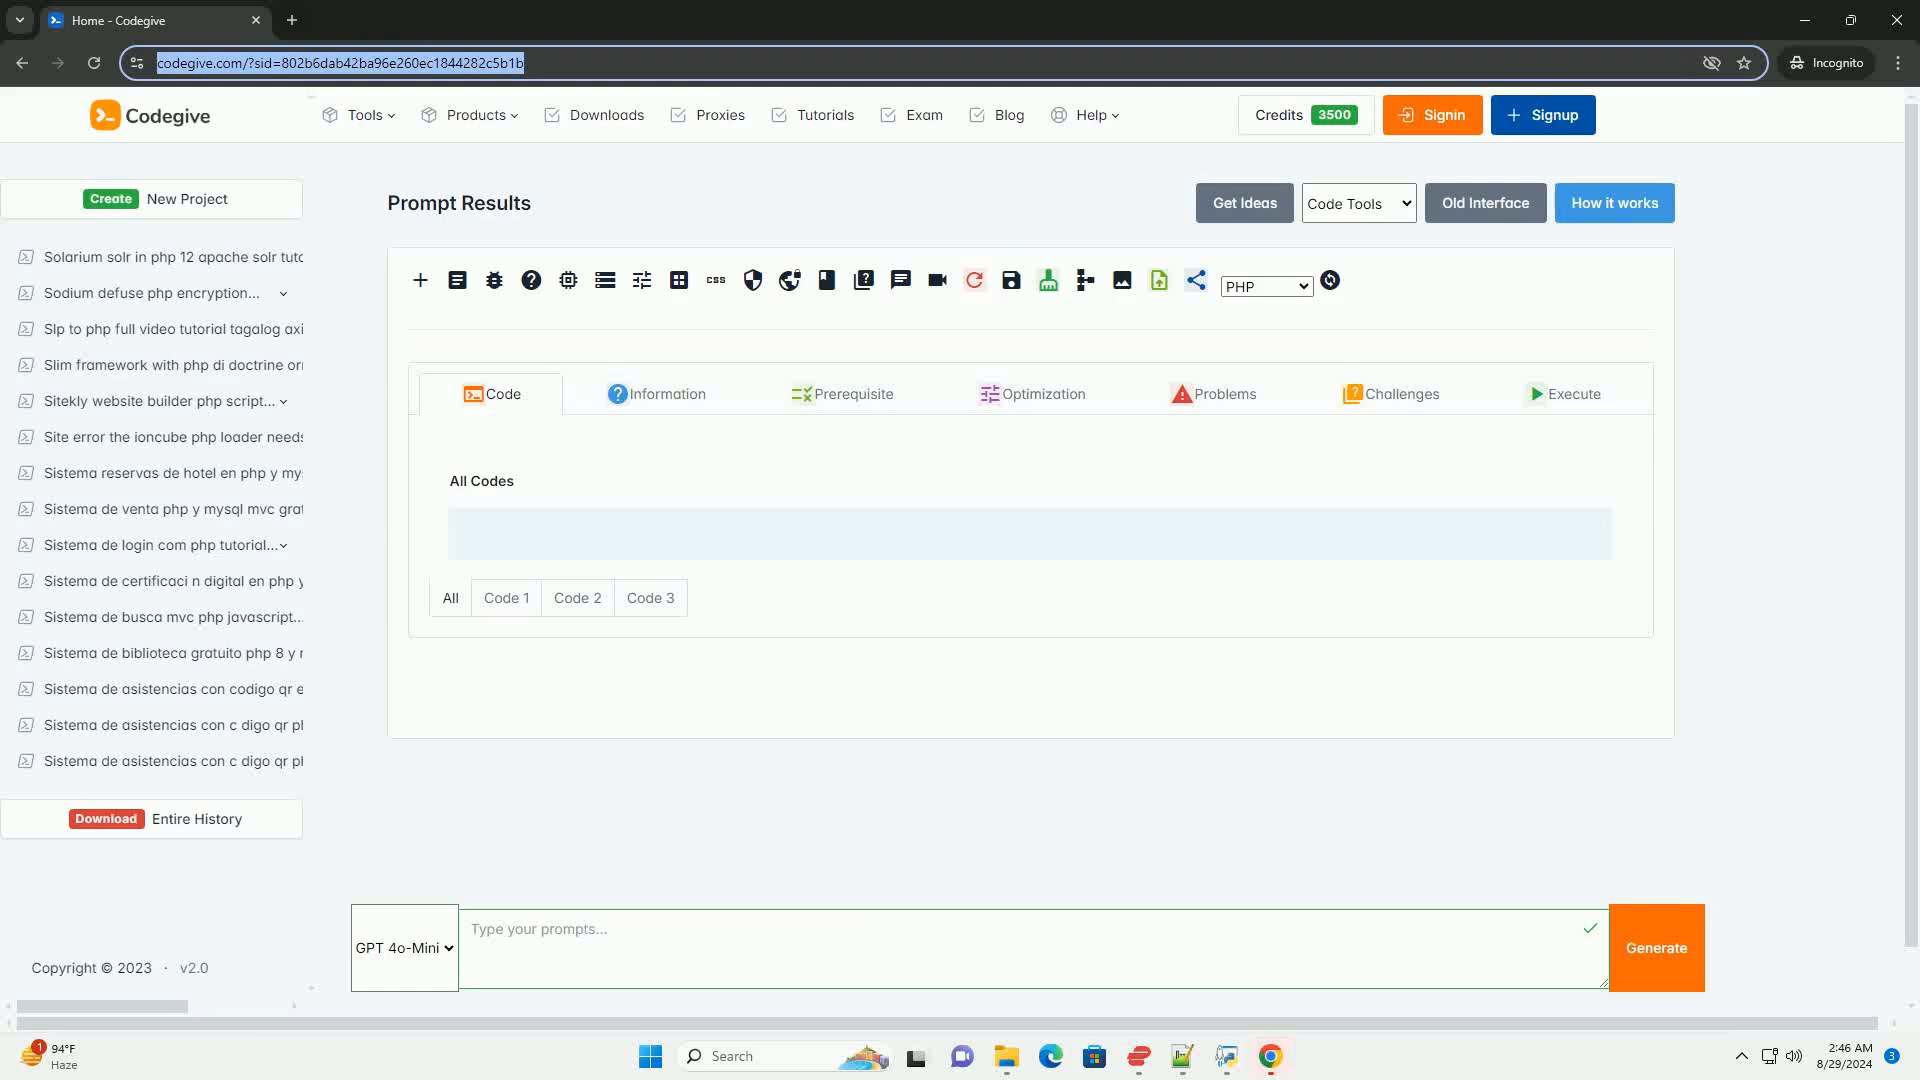 Home - Codegive
codegive.com/?sid=802b6dab42ba96e260ec1844282c5b1b
Incognito
Codegive
Tools
Products
Downloads
Proxies
Tutorials
Exam
Blog
Help
Credits 3500
Signin
Signup
Create New Project
Solarium solr in php 12 apache solr tuto
Sodium defuse php encryption...
Slp to php full video tutorial tagalog axi
Slim framework with php di doctrine or
Sitekly website builder php script...
Site error the ioncube php loader needs
Sistema reservas de hotel en php y my
Sistema de venta php y mysql mvc grat
Sistema de login com php tutorial...
Sistema de certificaci n digital en php y
Sistema de busca mvc php javascript...
Sistema de biblioteca gratuito php 8 y r
Sistema de asistencias con codigo qr e
Sistema de asistencias con c digo qr pl
Sistema de asistencias con c digo qr pl
Download Entire History
Copyright © 2023 · v2.0
Prompt Results
Get Ideas
Code Tools
Old Interface
How it works
css
PHP
Code
Information
Prerequisite
Optimization
Problems
Challenges
Execute
All Codes
All
Code 1
Code 2
Code 3
GPT 4o-Mini
Type your prompts...
Generate
1
94°F
Haze
Search
2:46 AM
8/29/2024
3